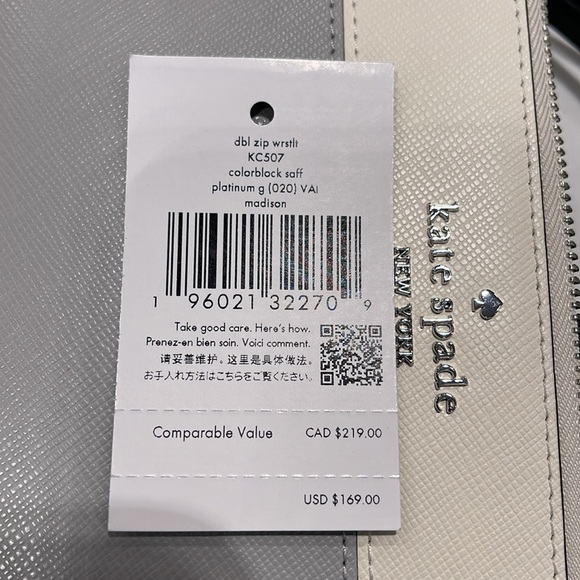 dbl zip wrstlt
KC507
colorblock saff
platinum g (020) VAI
madison
1 96021 32270 9
Take good care. Here's how.
Prenez-en bien soin. Voici comment.
请妥善维护。这里是具体做法。
お手入れ方法はこちらをご覧ください。
Comparable Value CAD $219.00
USD $169.00
kate spade
NEW YORK